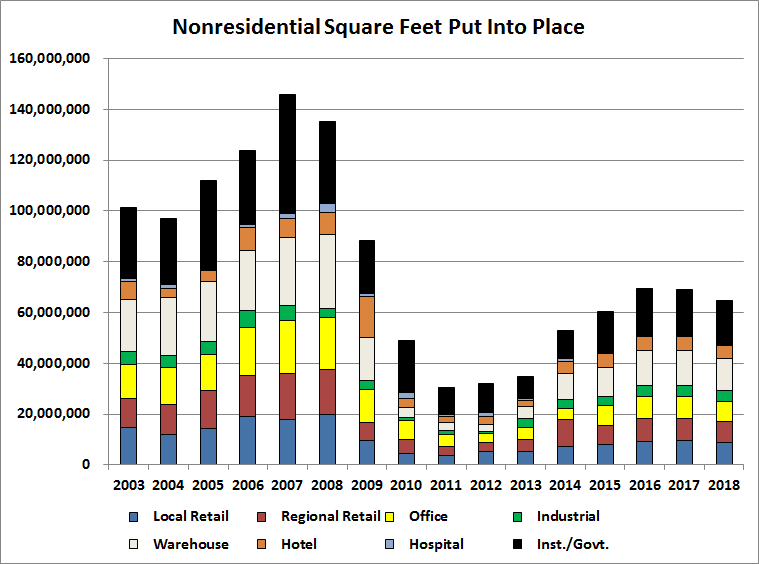 Nonresidential Square Feet Put Into Place
160,000,000
140,000,000
120,000,000
100,000,000
80,000,000
60,000,000
40,000,000
20,000,000
0
2003 2004 2005 2006 2007 2008 2009 2010 2011 2012 2013 2014 2015 2016 2017 2018
Local Retail Regional Retail Office Industrial
Warehouse Hotel Hospital Inst./Govt.